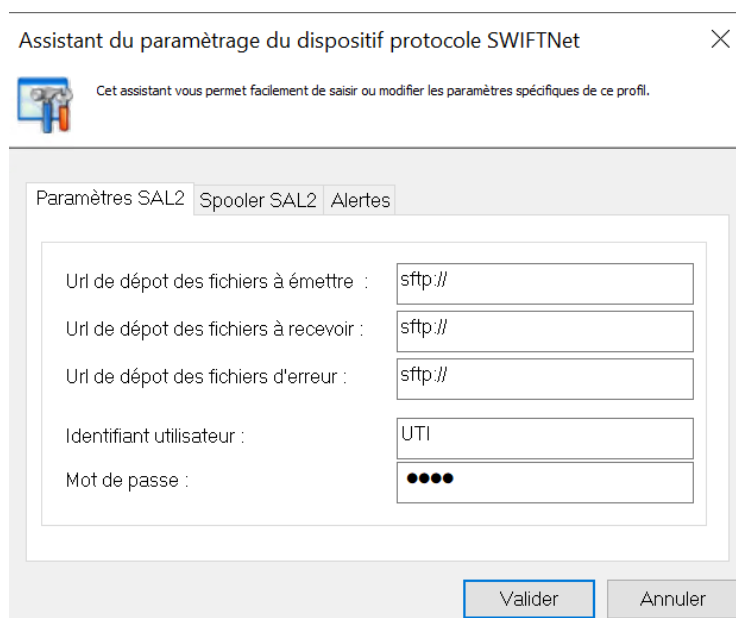 Assistant du paramètrage du dispositif protocole SWIFTNet
Cet assistant vous permet facilement de saisir ou modifier les paramètres spécifiques de ce profil.
Paramètres SAL2 Spooler SAL2 Alertes
Url de dépot des fichiers à émettre : sftp://
Url de dépot des fichiers à recevoir : sftp://
Url de dépot des fichiers d'erreur : sftp://
Identifiant utilisateur : UTI
Mot de passe : ●●●●
Valider Annuler